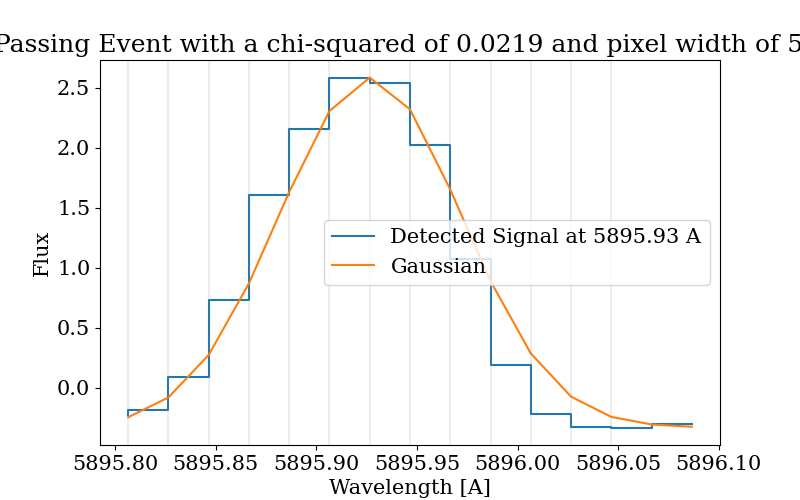 Passing Event with a chi-squared of 0.0219 and pixel width of 5
2.5
2.0
1.5
1.0
0.5
0.0
Flux
Detected Signal at 5895.93 A
Gaussian
5895.80 5895.85 5895.90 5895.95 5896.00 5896.05 5896.10
Wavelength [A]